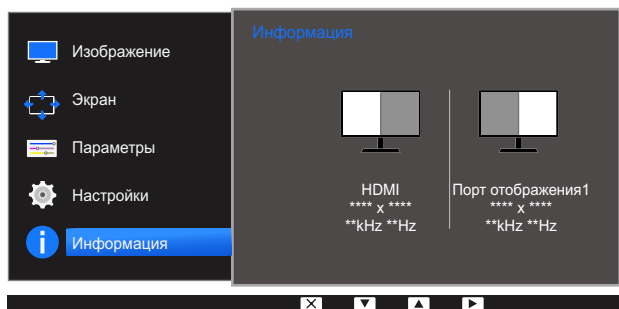 Изображение
Экран
Параметры
Настройки
Информация
Информация
HDMI
**** x ****
**kHz **Hz
Порт отображения1
**** x ****
**kHz **Hz